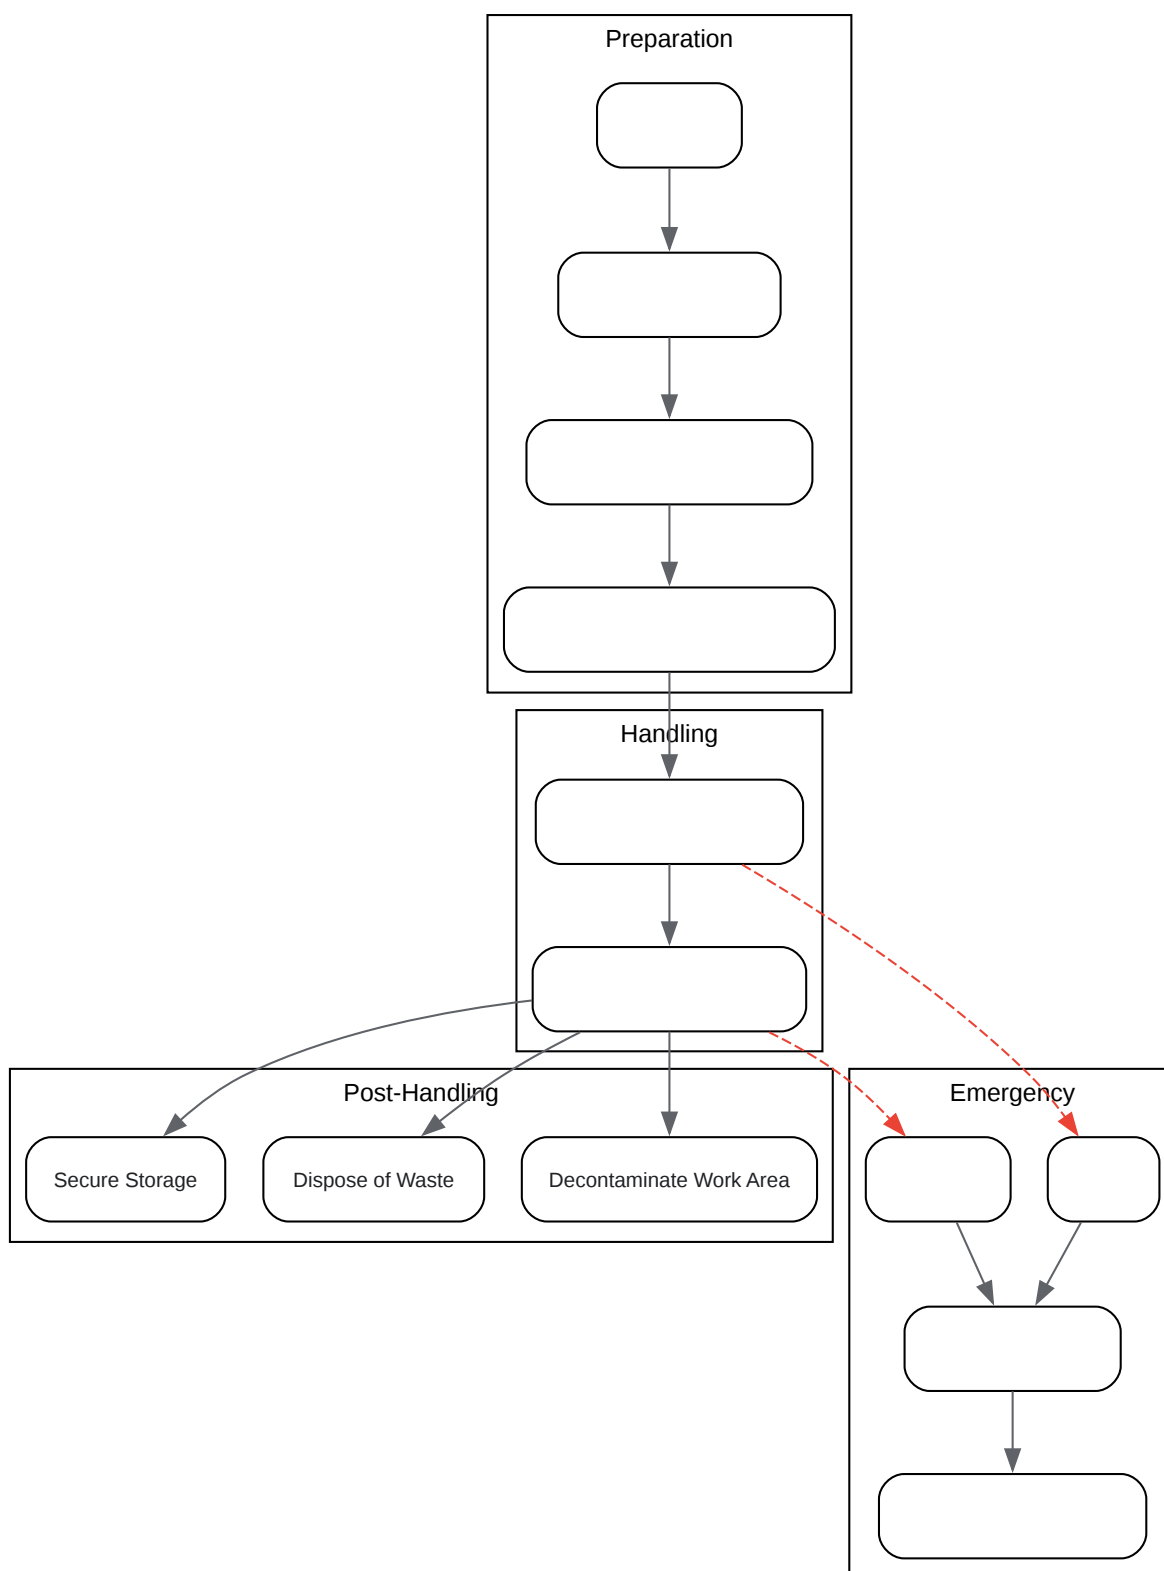 Preparation
Handling
Post-Handling
Emergency
Secure Storage
Dispose of Waste
Decontaminate Work Area